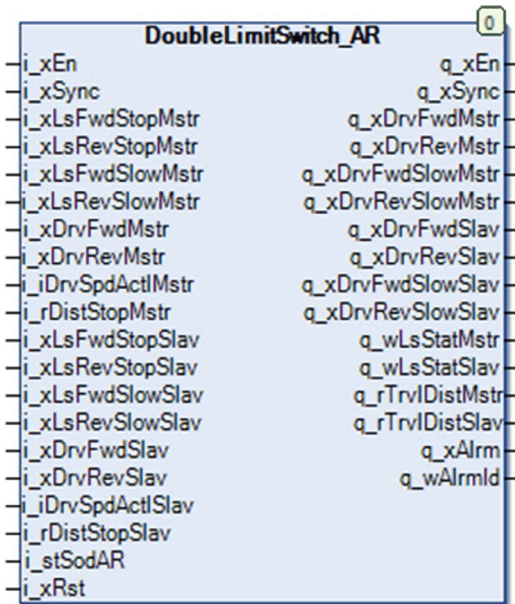 0
DoubleLimitSwitch_AR
i_xEn q_xEn
i_xSync q_xSync
i_xLsFwdStopMstr q_xDrvFwdMstr
i_xLsRevStopMstr q_xDrvRevMstr
i_xLsFwdSlowMstr q_xDrvFwdSlowMstr
i_xLsRevSlowMstr q_xDrvRevSlowMstr
i_xDrvFwdMstr q_xDrvFwdSlav
i_xDrvRevMstr q_xDrvRevSlav
i_iDrvSpdActlMstr q_xDrvFwdSlowSlav
i_rDistStopMstr q_xDrvRevSlowSlav
i_xLsFwdStopSlav q_wLsStatMstr
i_xLsRevStopSlav q_wLsStatSlav
i_xLsFwdSlowSlav q_rTrvlDistMstr
i_xLsRevSlowSlav q_rTrvlDistSlav
i_xDrvFwdSlav q_xAlrm
i_xDrvRevSlav q_wAlrmId
i_iDrvSpdActlSlav
i_rDistStopSlav
i_stSodAR
i_xRst